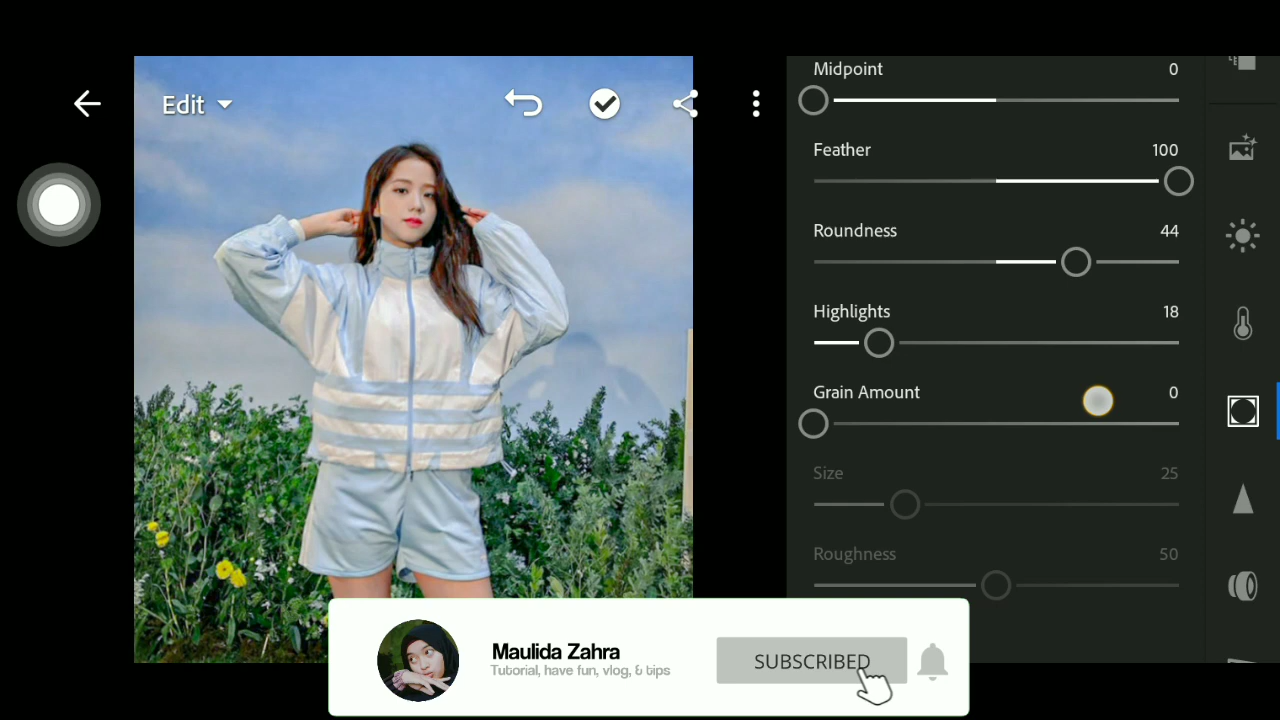 Edit
Midpoint 0
Feather 100
Roundness 44
Highlights 18
Grain Amount 0
Size 25
Roughness 50
Maulida Zahra
Tutorial, have fun, vlog, & tips
SUBSCRIBED